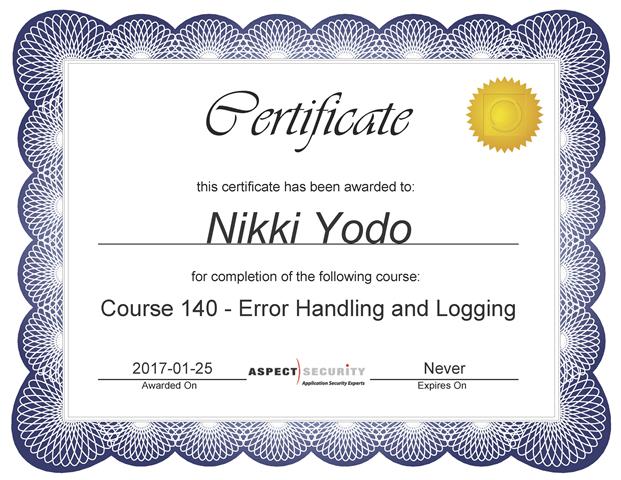 Certificate
this certificate has been awarded to:
Nikki Yodo
for completion of the following course:
Course 140 - Error Handling and Logging
2017-01-25 ASPECT SECURITY Never
Awarded On Application Security Experts Expires On